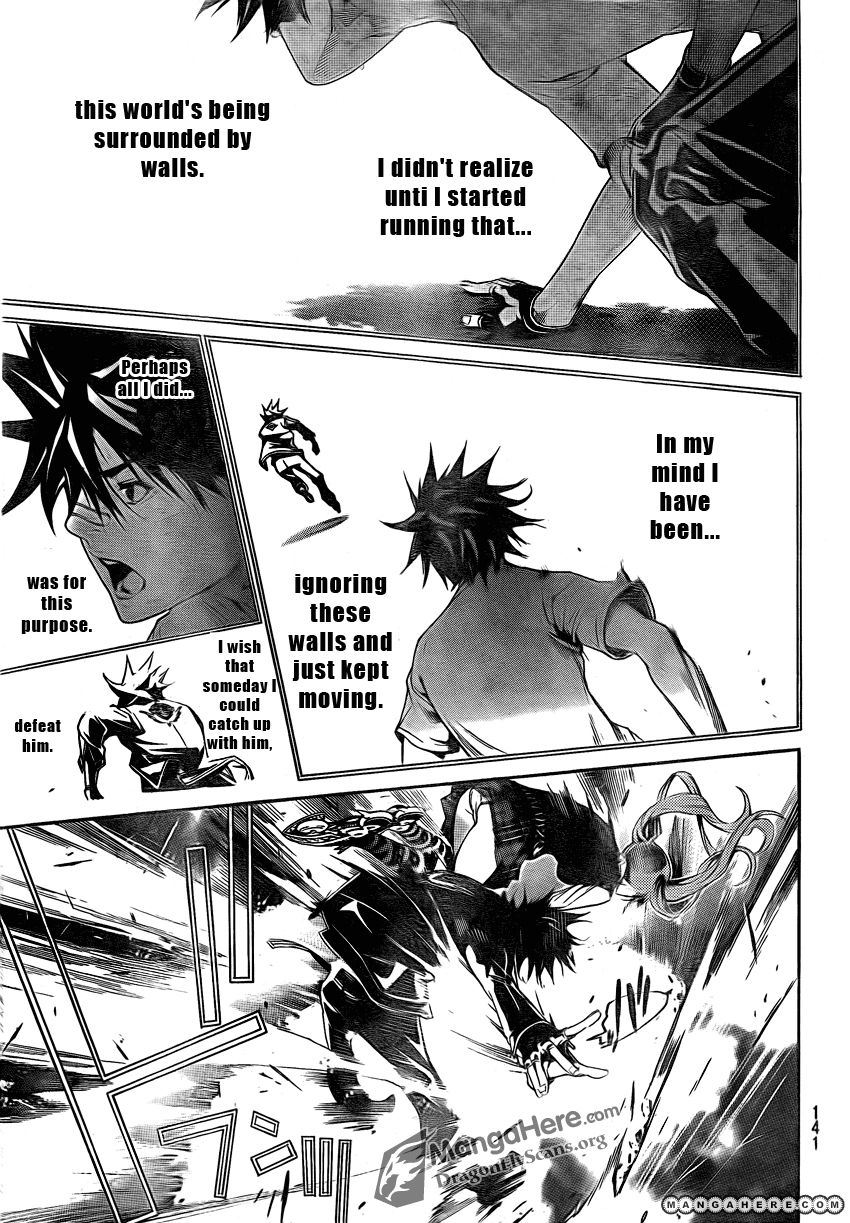 I didn't realize
unti I started
running that...
this world's being
surrounded by
walls.
In my
mind I
have
been...
ignoring
these
walls and
just kept
moving.
Perhaps
all I did...
was for
this
purpose.
I wish
that
someday I
could
catch up
with him,
defeat
him.
MangaHere.com
141
MANGAHERE.COM